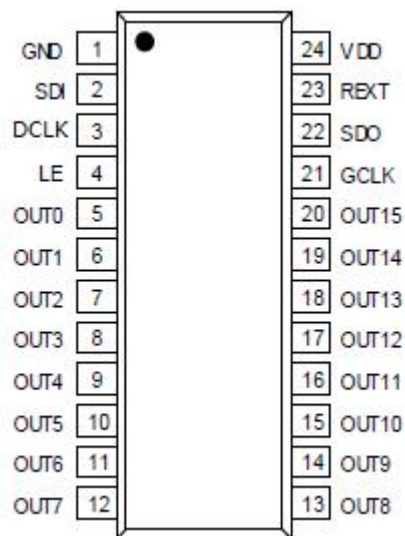 GND 1 24 VDD
SDI 2 23 REXT
DCLK 3 22 SDO
LE 4 21 GCLK
OUT0 5 20 OUT15
OUT1 6 19 OUT14
OUT2 7 18 OUT13
OUT3 8 17 OUT12
OUT4 9 16 OUT11
OUT5 10 15 OUT10
OUT6 11 14 OUT9
OUT7 12 13 OUT8